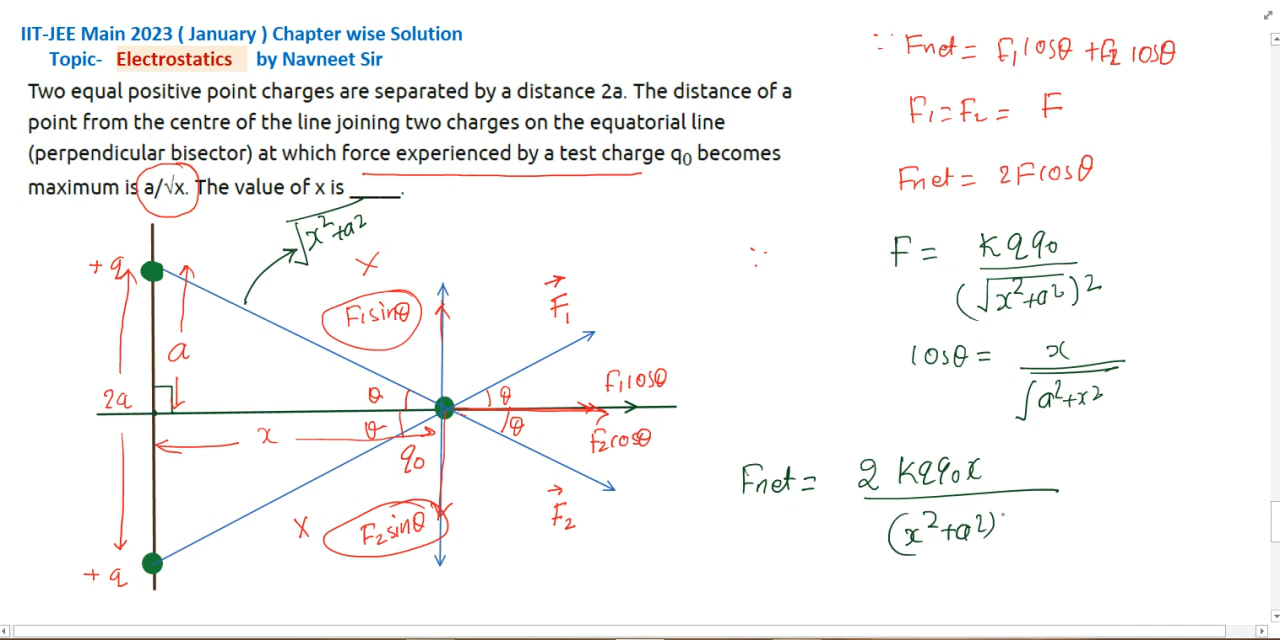 IIT-JEE Main 2023 ( January ) Chapter wise Solution
Topic- Electrostatics by Navneet Sir
Two equal positive point charges are separated by a distance 2a. The distance of a
point from the centre of the line joining two charges on the equatorial line
(perpendicular bisector) at which force experienced by a test charge q₀ becomes
maximum is a/√x. The value of x is ____.
√x²+a²
+q
a
2a
x
+q
X
F₁sinθ
θ
θ
q₀
X
F₂sinθ
F₁
θ
θ
F₁cosθ
F₂cosθ
F₂
∵ Fnet = F₁cosθ + F₂cosθ
F₁ = F₂ = F
Fnet = 2Fcosθ
∵ F = Kqq₀
(√x²+a²)²
cosθ = x
√a²+x²
Fnet = 2Kqq₀x
(x²+a²)